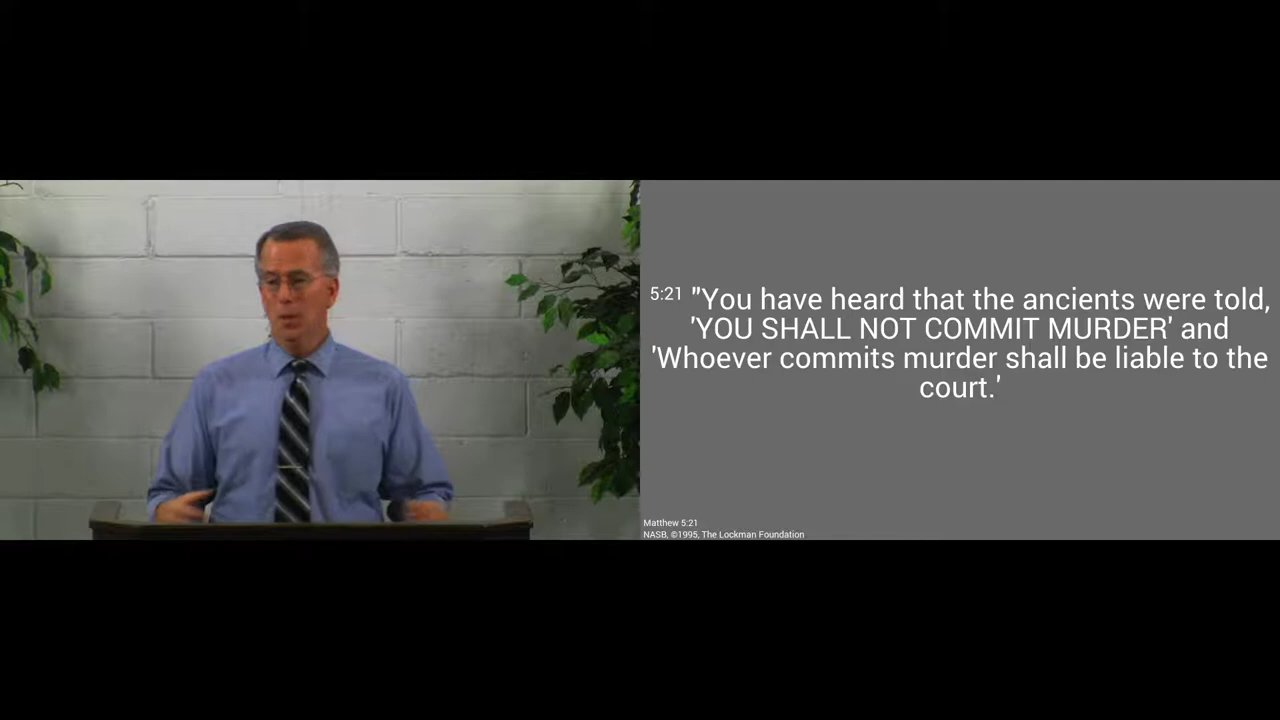 5:21 "You have heard that the ancients were told,
'YOU SHALL NOT COMMIT MURDER' and
'Whoever commits murder shall be liable to the
court.'
Matthew 5:21
NASB, ©1995, The Lockman Foundation